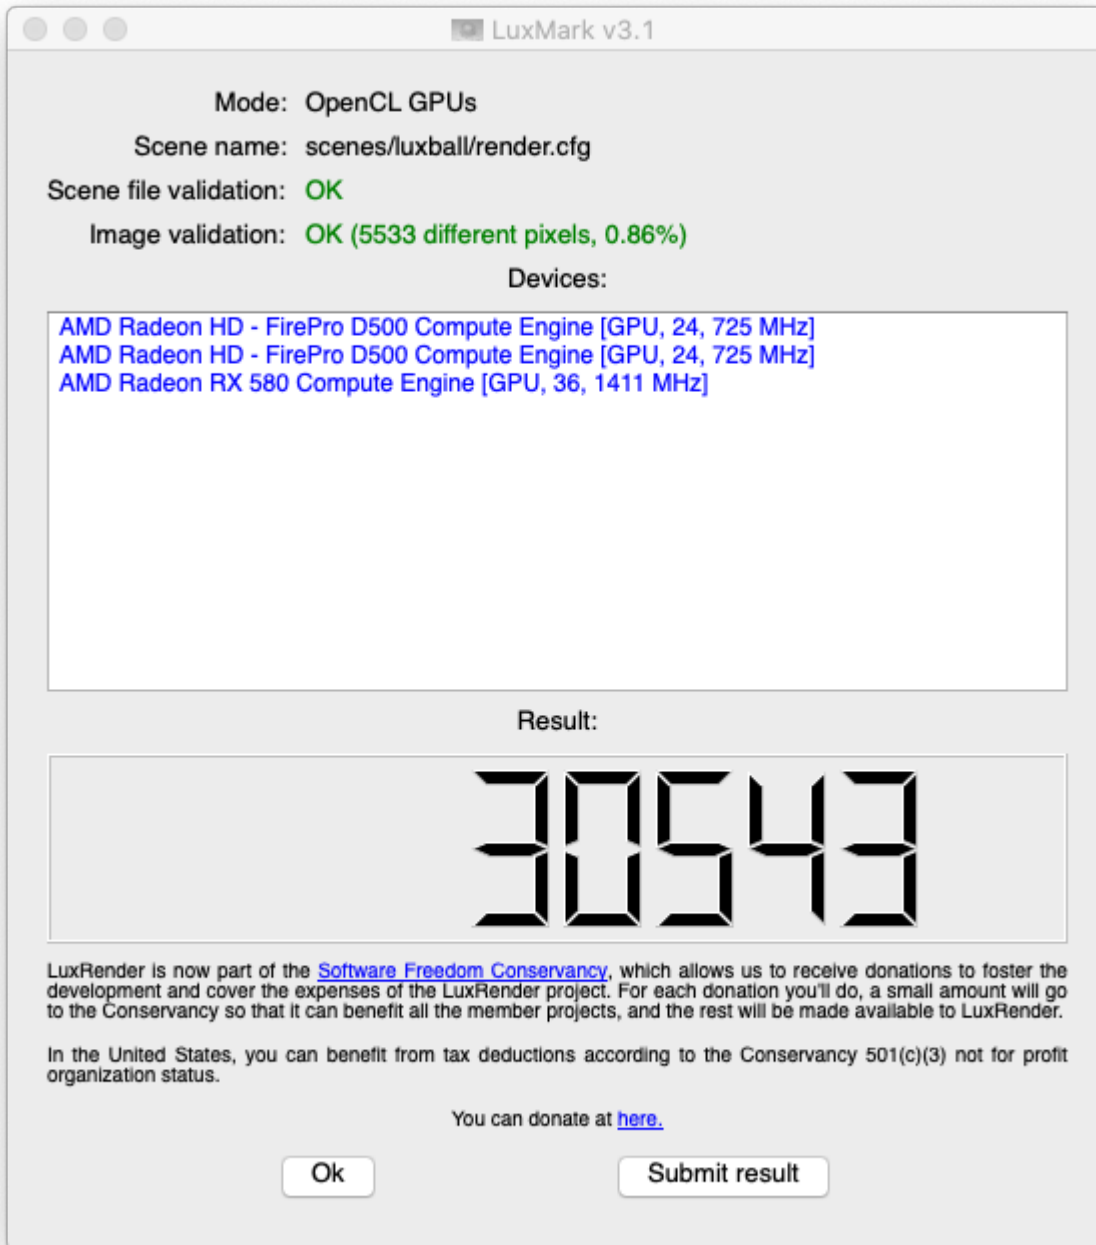 LuxMark v3.1
Mode: OpenCL GPUs
Scene name: scenes/luxball/render.cfg
Scene file validation: OK
Image validation: OK (5533 different pixels, 0.86%)
Devices:
AMD Radeon HD - FirePro D500 Compute Engine [GPU, 24, 725 MHz]
AMD Radeon HD - FirePro D500 Compute Engine [GPU, 24, 725 MHz]
AMD Radeon RX 580 Compute Engine [GPU, 36, 1411 MHz]
Result:
30543
LuxRender is now part of the Software Freedom Conservancy, which allows us to receive donations to foster the
development and cover the expenses of the LuxRender project. For each donation you'll do, a small amount will go
to the Conservancy so that it can benefit all the member projects, and the rest will be made available to LuxRender.
In the United States, you can benefit from tax deductions according to the Conservancy 501(c)(3) not for profit
organization status.
You can donate at here.
Ok
Submit result